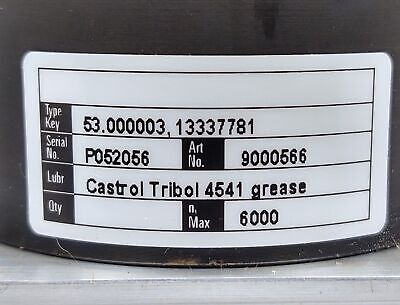 Type Key 53.000003, 13337781
Serial No. P052056 Art No. 9000566
Lubr Castrol Tribol 4541 grease
Qty n. Max 6000